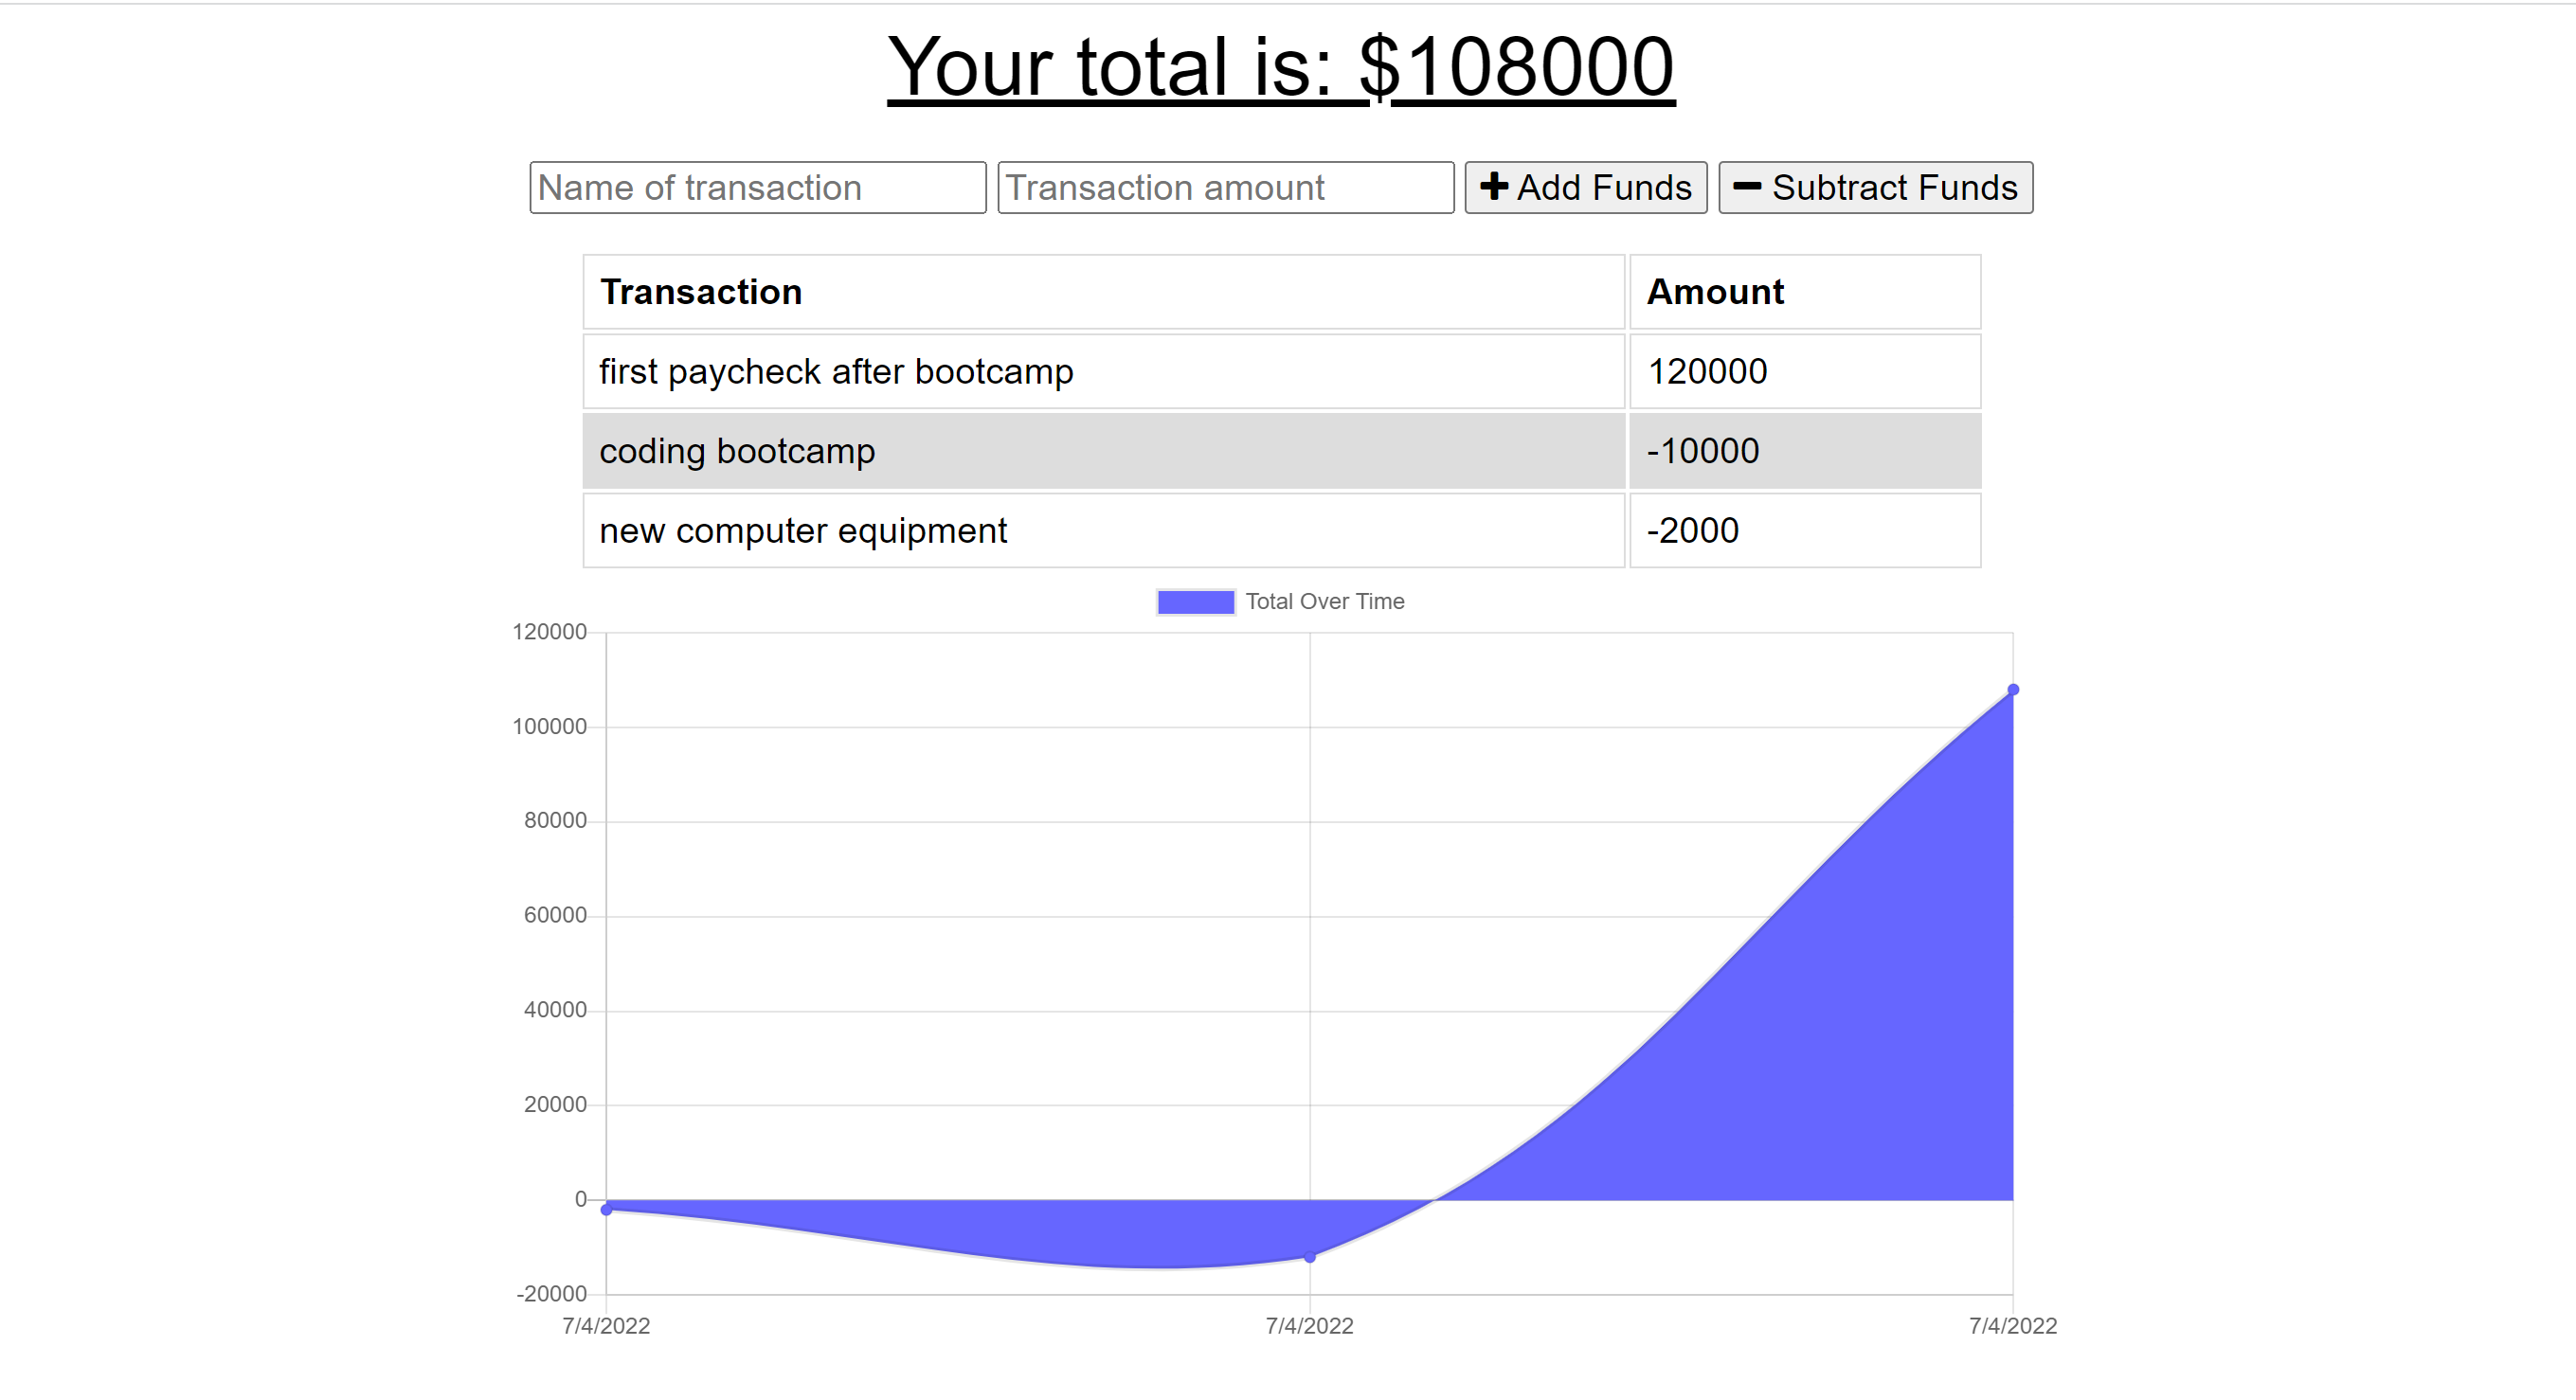 Your total is: $108000
Name of transaction Transaction amount Add Funds Subtract Funds
Transaction Amount
first paycheck after bootcamp 120000
coding bootcamp -10000
new computer equipment -2000
Total Over Time
120000
100000
80000
60000
40000
20000
0
-20000
7/4/2022 7/4/2022 7/4/2022